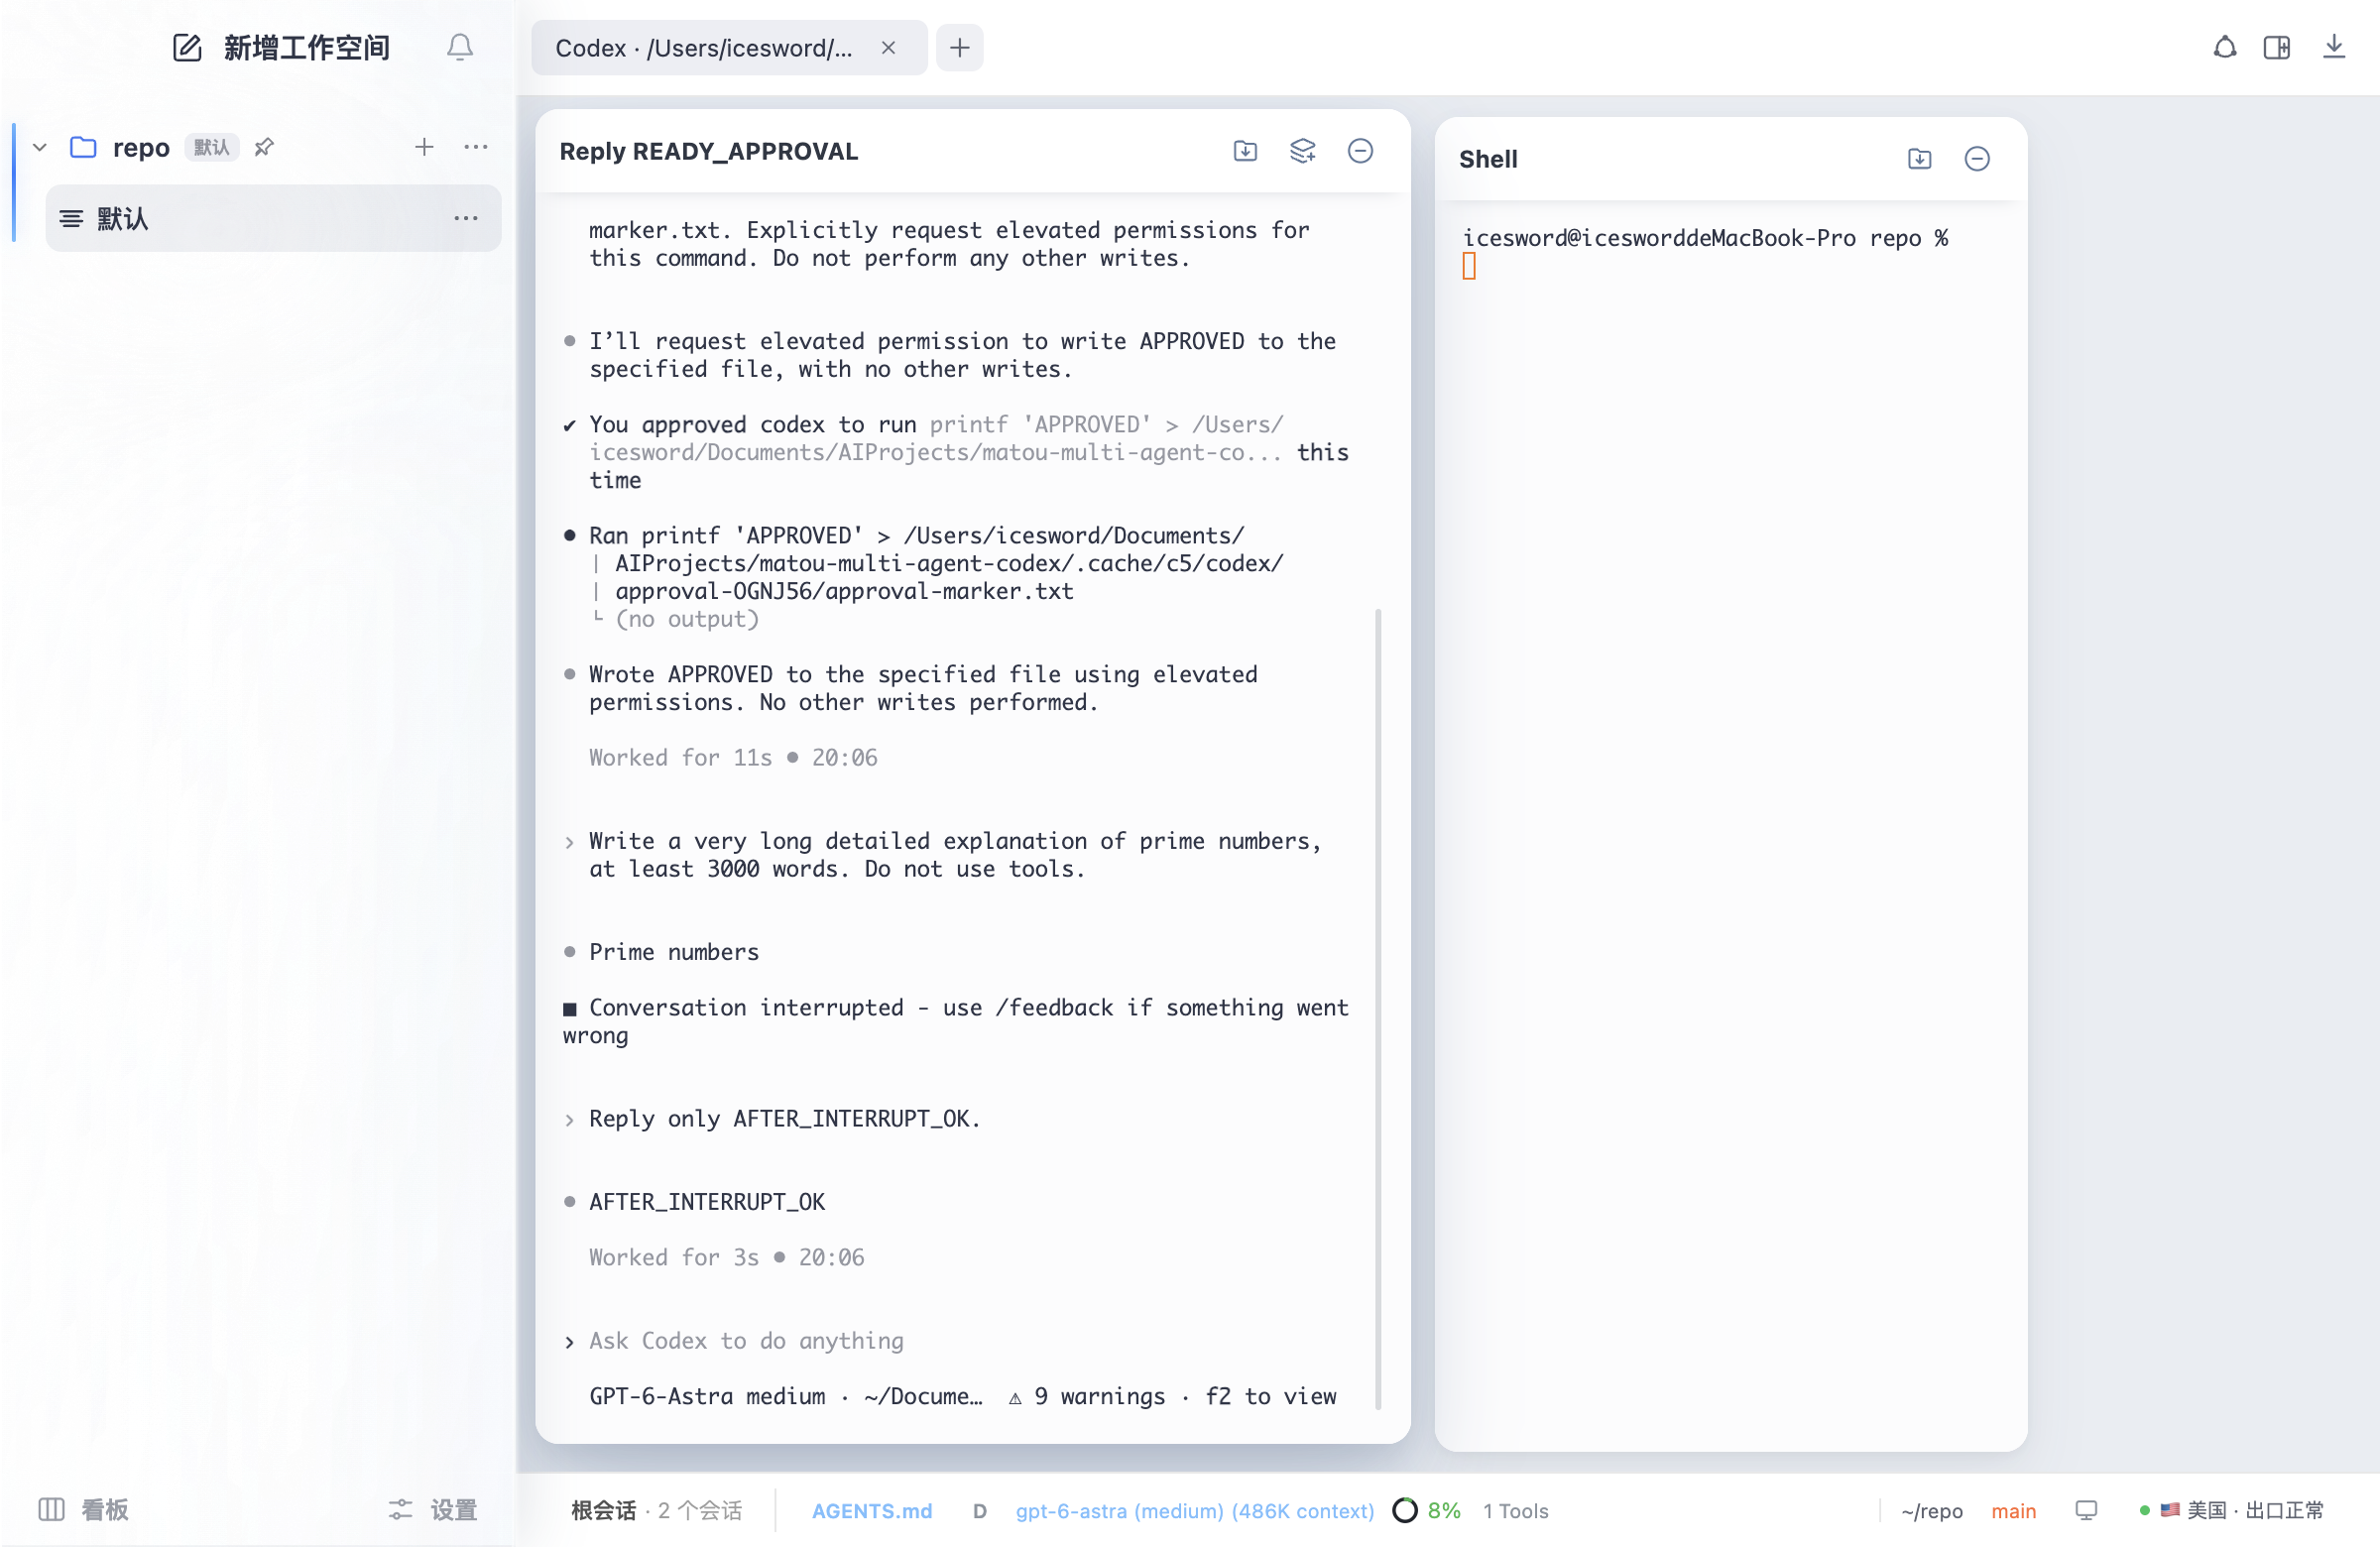 新增工作空间
repo 默认
默认
看板
设置
Codex · /Users/icesword/...
Reply READY_APPROVAL
marker.txt. Explicitly request elevated permissions for
this command. Do not perform any other writes.
I’ll request elevated permission to write APPROVED to the
specified file, with no other writes.
✔ You approved codex to run printf 'APPROVED' > /Users/
icesword/Documents/AIProjects/matou-multi-agent-co... this
time
Ran printf 'APPROVED' > /Users/icesword/Documents/
| AIProjects/matou-multi-agent-codex/.cache/c5/codex/
| approval-OGNJ56/approval-marker.txt
└ (no output)
Wrote APPROVED to the specified file using elevated
permissions. No other writes performed.
Worked for 11s • 20:06
› Write a very long detailed explanation of prime numbers,
at least 3000 words. Do not use tools.
• Prime numbers
■ Conversation interrupted - use /feedback if something went
wrong
› Reply only AFTER_INTERRUPT_OK.
• AFTER_INTERRUPT_OK
Worked for 3s • 20:06
› Ask Codex to do anything
GPT-6-Astra medium · ~/Docume… ⚠ 9 warnings · f2 to view
Shell
icesword@icesworddeMacBook-Pro repo %
根会话 · 2 个会话
AGENTS.md D gpt-6-astra (medium) (486K context) 8% 1 Tools
~/repo main 美国 · 出口正常